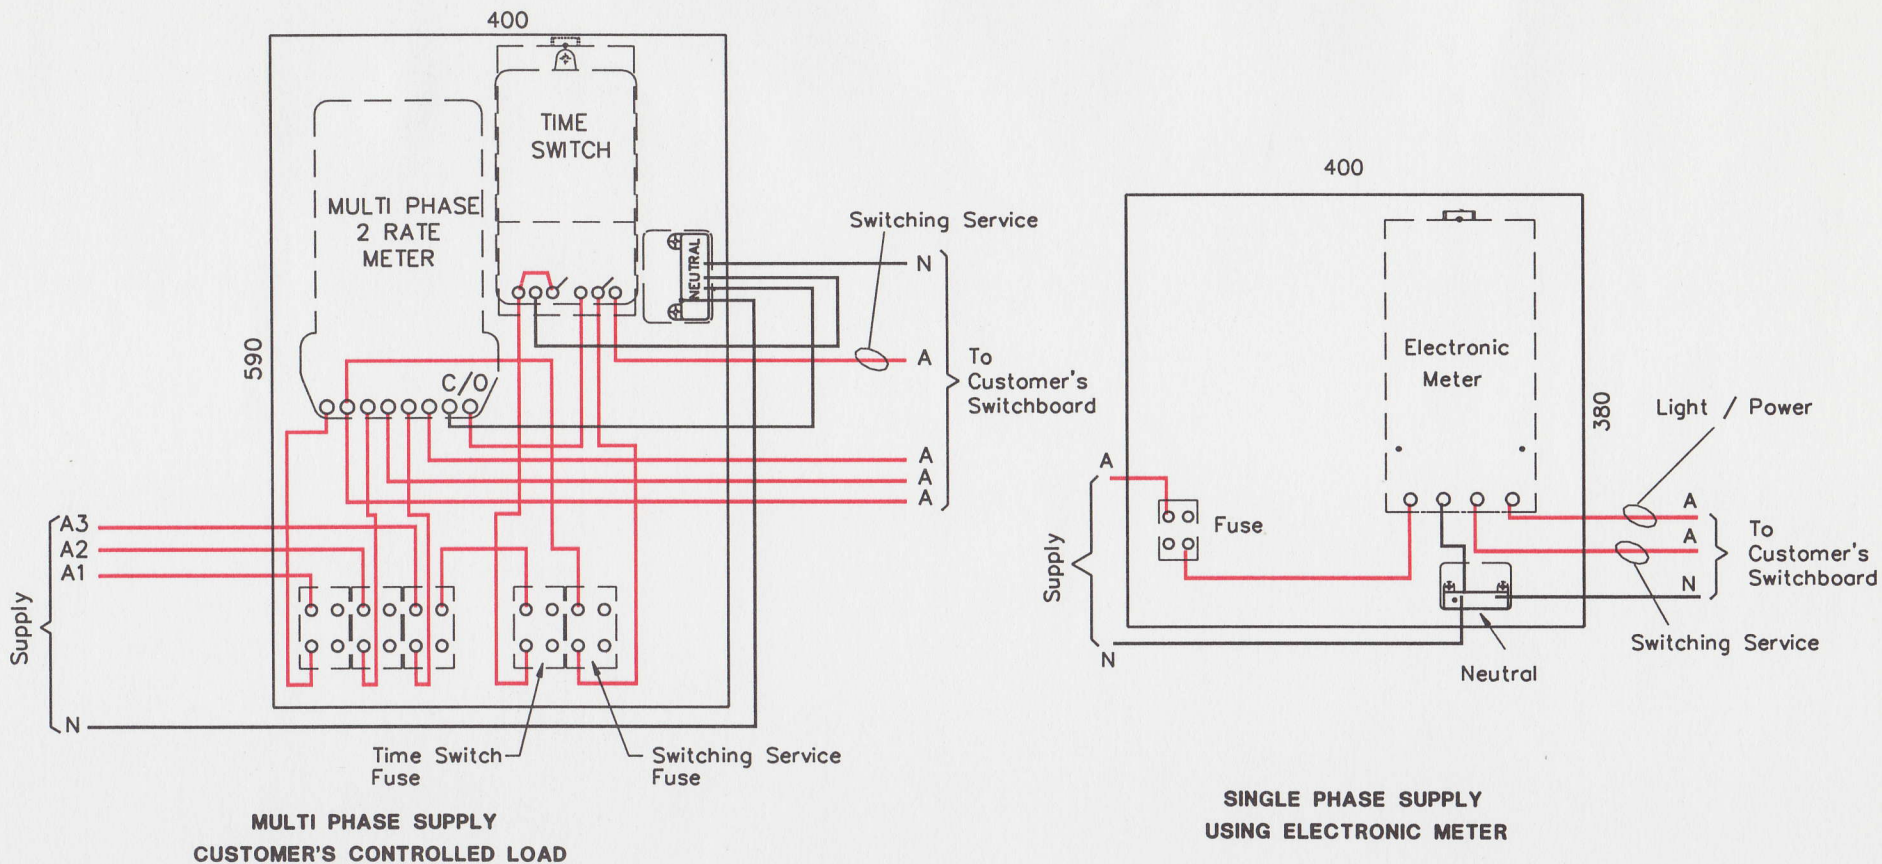 400
TIME
SWITCH
MULTI PHASE
2 RATE
METER
NEUTRAL
Switching Service
N
590
C/O
A
To
Customer's
Switchboard
A
A
A
A3
A2
A1
Supply
N
Time Switch
Fuse
Switching Service
Fuse
MULTI PHASE SUPPLY
CUSTOMER'S CONTROLLED LOAD
400
Electronic
Meter
380
Light / Power
A
Fuse
Supply
A
A
To
Customer's
Switchboard
N
N
Switching Service
Neutral
SINGLE PHASE SUPPLY
USING ELECTRONIC METER